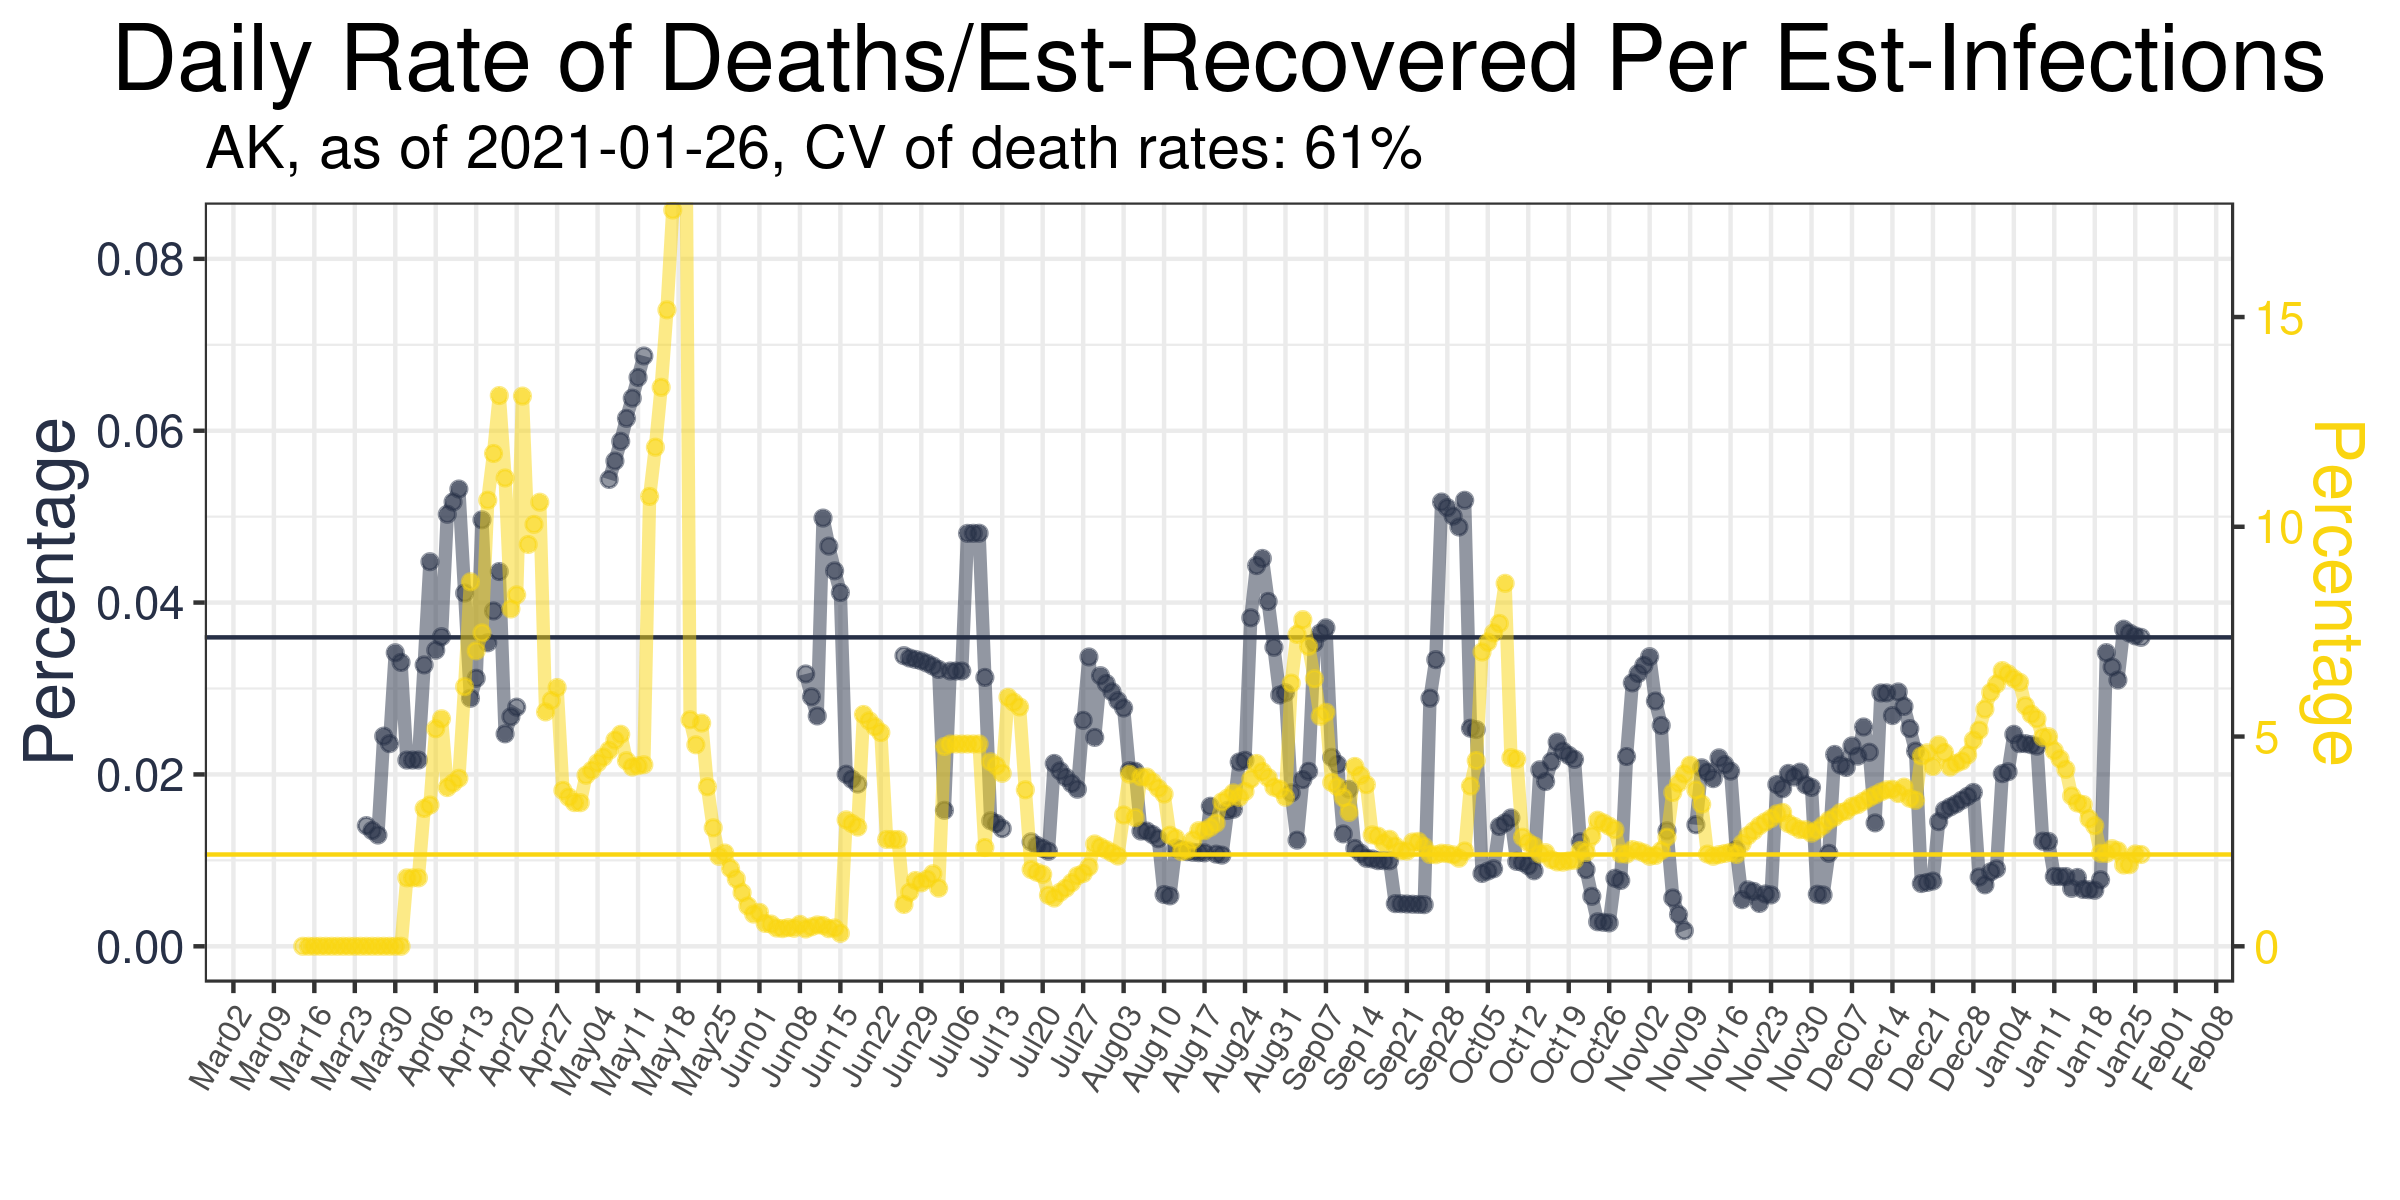 Daily Rate of Deaths/Est-Recovered Per Est-Infections
AK, as of 2021-01-26, CV of death rates: 61%
Percentage
0.08
0.06
0.04
0.02
0.00
15
10
5
0
Percentage
Mar02
Mar09
Mar16
Mar23
Mar30
Apr06
Apr13
Apr20
Apr27
May04
May11
May18
May25
Jun01
Jun08
Jun15
Jun22
Jun29
Jul06
Jul13
Jul20
Jul27
Aug03
Aug10
Aug17
Aug24
Aug31
Sep07
Sep14
Sep21
Sep28
Oct05
Oct12
Oct19
Oct26
Nov02
Nov09
Nov16
Nov23
Nov30
Dec07
Dec14
Dec21
Dec28
Jan04
Jan11
Jan18
Jan25
Feb01
Feb08